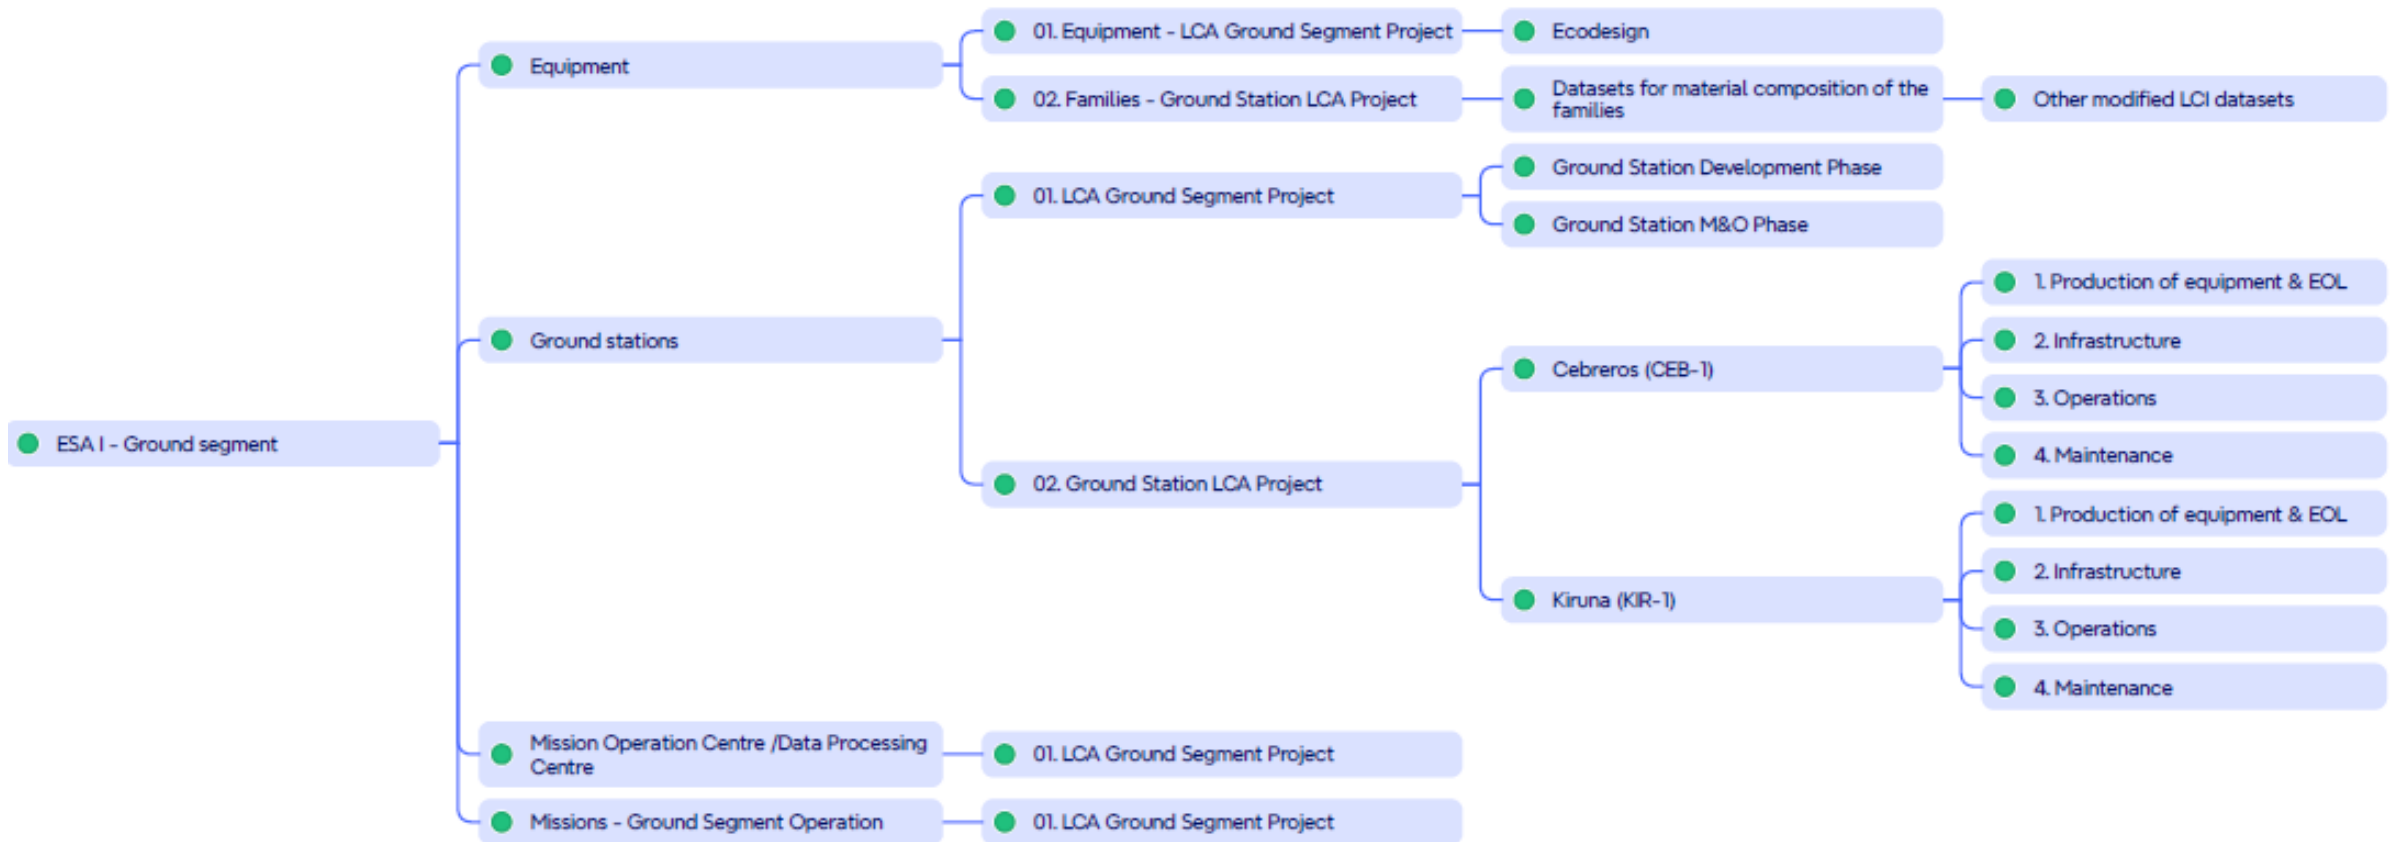 01. Equipment - LCA Ground Segment Project
Ecodesign
Equipment
02. Families - Ground Station LCA Project
Datasets for material composition of the
families
Other modified LCI datasets
01. LCA Ground Segment Project
Ground Station Development Phase
Ground Station M&O Phase
Ground stations
02. Ground Station LCA Project
Cebreros (CEB-1)
1. Production of equipment & EOL
2. Infrastructure
3. Operations
4. Maintenance
Kiruna (KIR-1)
1. Production of equipment & EOL
2. Infrastructure
3. Operations
4. Maintenance
ESA I - Ground segment
Mission Operation Centre /Data Processing
Centre
01. LCA Ground Segment Project
Missions - Ground Segment Operation
01. LCA Ground Segment Project